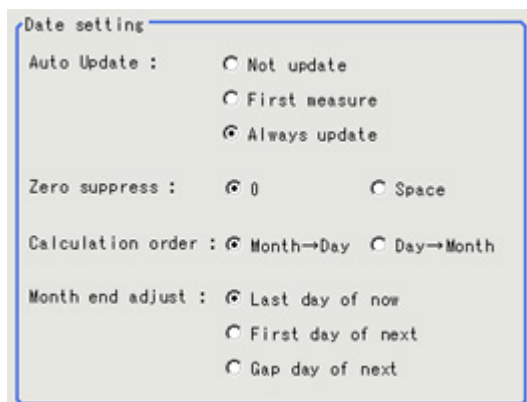 Date setting
Auto Update : Not update
First measure
Always update
Zero suppress : 0 Space
Calculation order : Month→Day Day→Month
Month end adjust : Last day of now
First day of next
Gap day of next